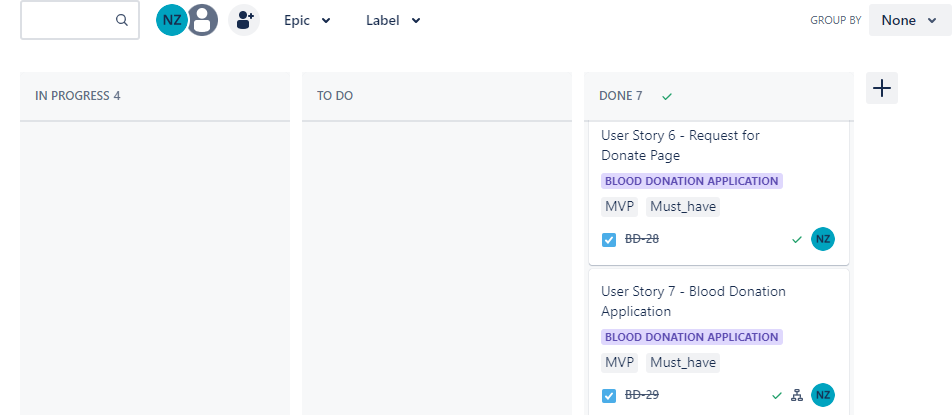 NZ
Epic
Label
GROUP BY
None
IN PROGRESS 4
TO DO
DONE 7
User Story 6 - Request for
Donate Page
BLOOD DONATION APPLICATION
MVP Must_have
BD-28
NZ
User Story 7 - Blood Donation
Application
BLOOD DONATION APPLICATION
MVP Must_have
BD-29
NZ